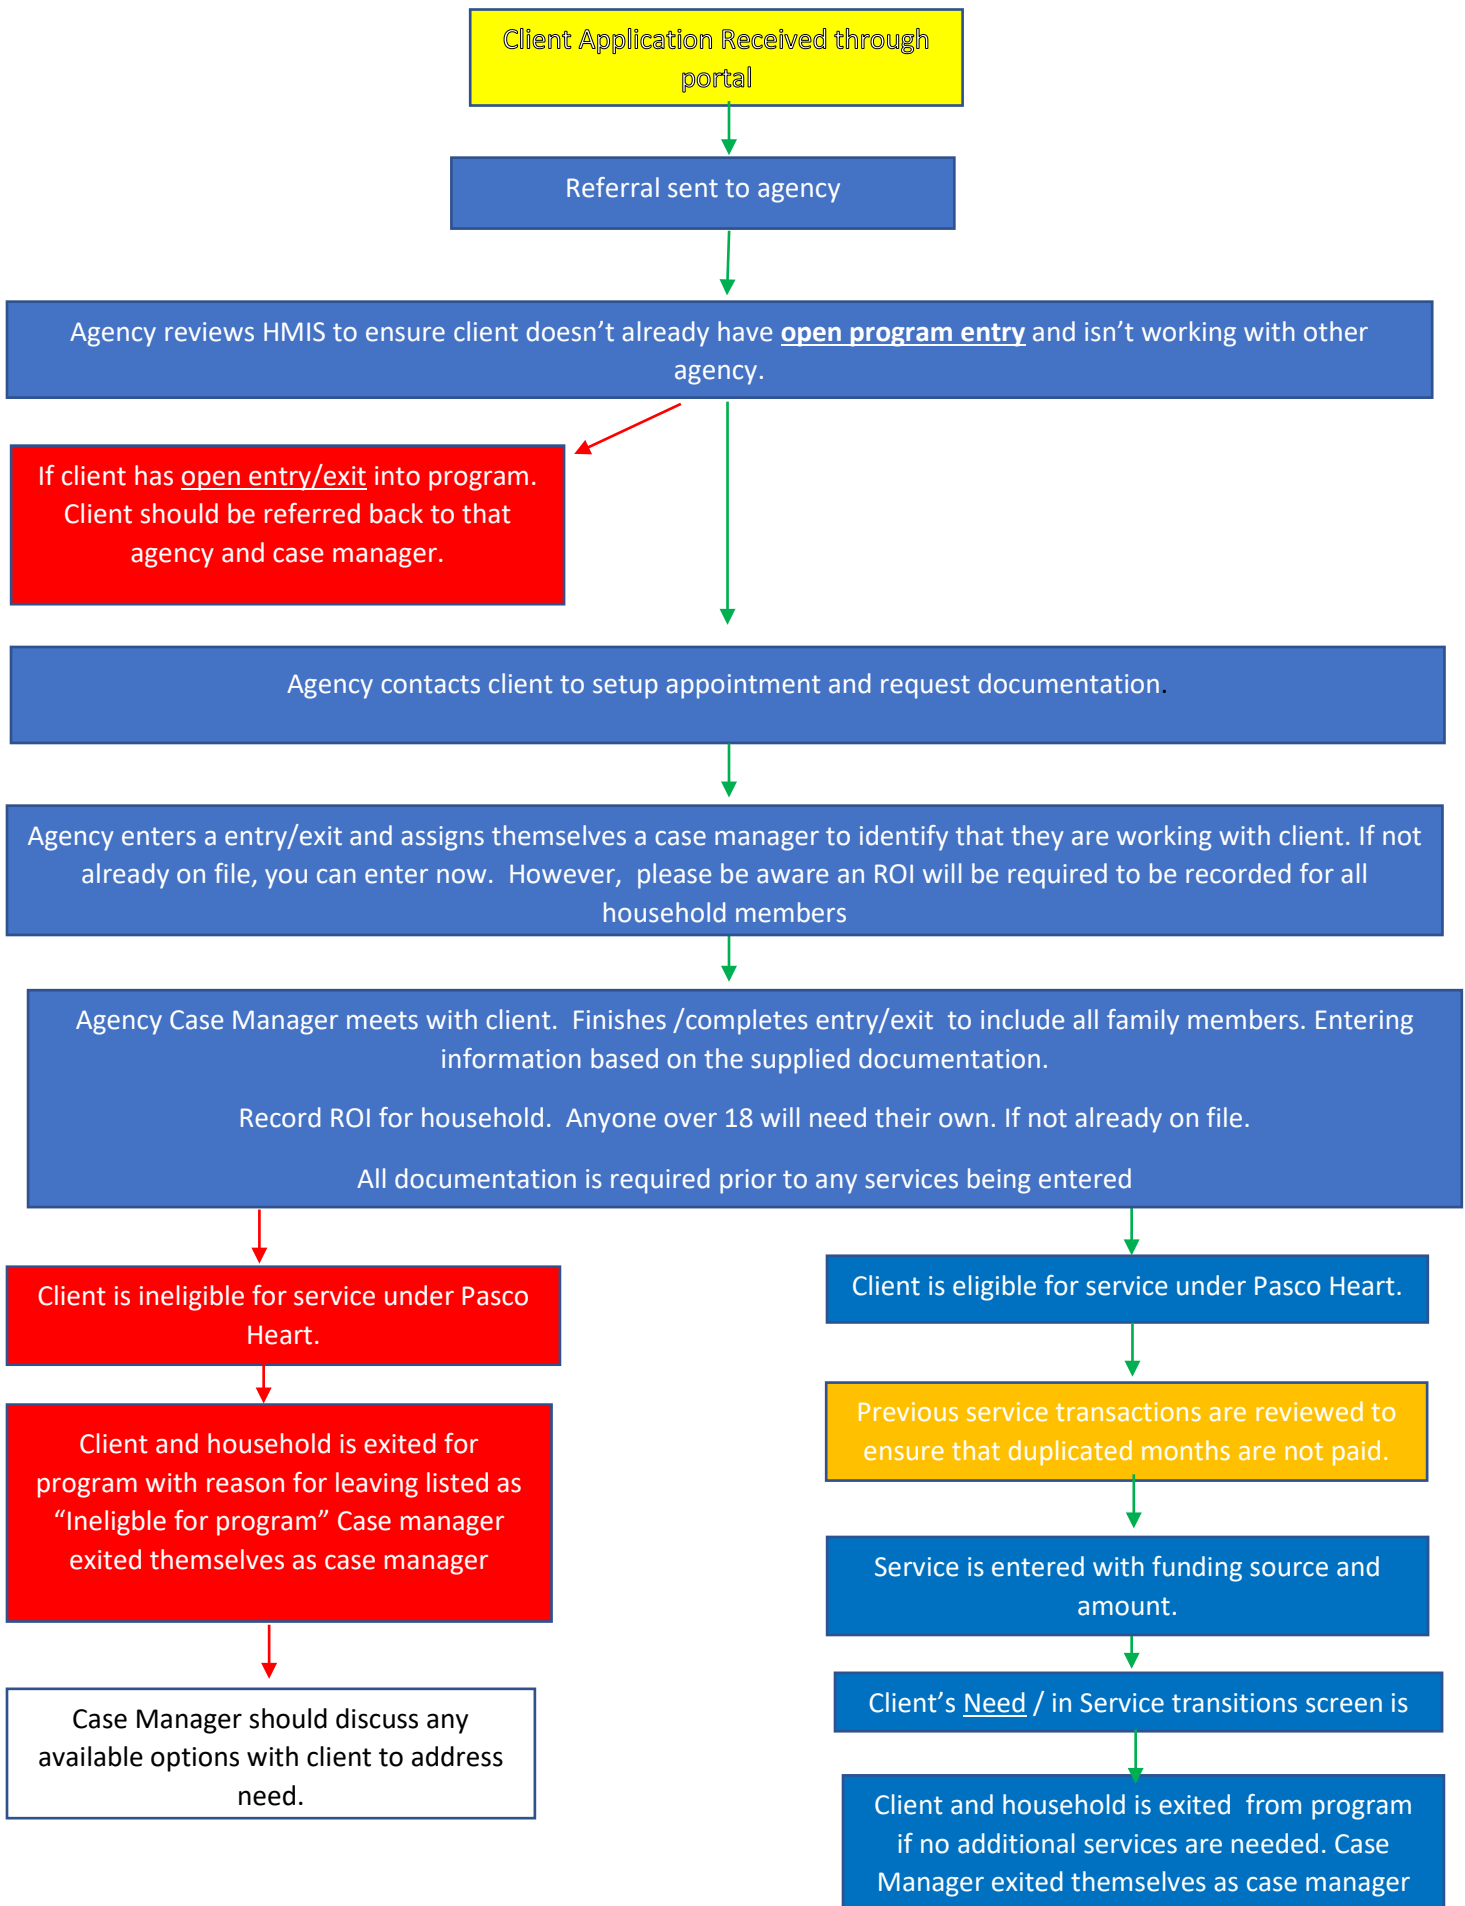 Client Application Received through
portal
Referral sent to agency
Agency reviews HMIS to ensure client doesn’t already have open program entry and isn’t working with other
agency.
If client has open entry/exit into program.
Client should be referred back to that
agency and case manager.
Agency contacts client to setup appointment and request documentation.
Agency enters a entry/exit and assigns themselves a case manager to identify that they are working with client. If not
already on file, you can enter now.  However,  please be aware an ROI will be required to be recorded for all
household members
Agency Case Manager meets with client.  Finishes /completes entry/exit  to include all family members. Entering
information based on the supplied documentation.
Record ROI for household.  Anyone over 18 will need their own. If not already on file.
All documentation is required prior to any services being entered
Client is ineligible for service under Pasco
Heart.
Client and household is exited for
program with reason for leaving listed as
“Ineligble for program” Case manager
exited themselves as case manager
Case Manager should discuss any
available options with client to address
need.
Client is eligible for service under Pasco Heart.
Previous service transactions are reviewed to
ensure that duplicated months are not paid.
Service is entered with funding source and
amount.
Client’s Need / in Service transitions screen is
Client and household is exited  from program
if no additional services are needed. Case
Manager exited themselves as case manager